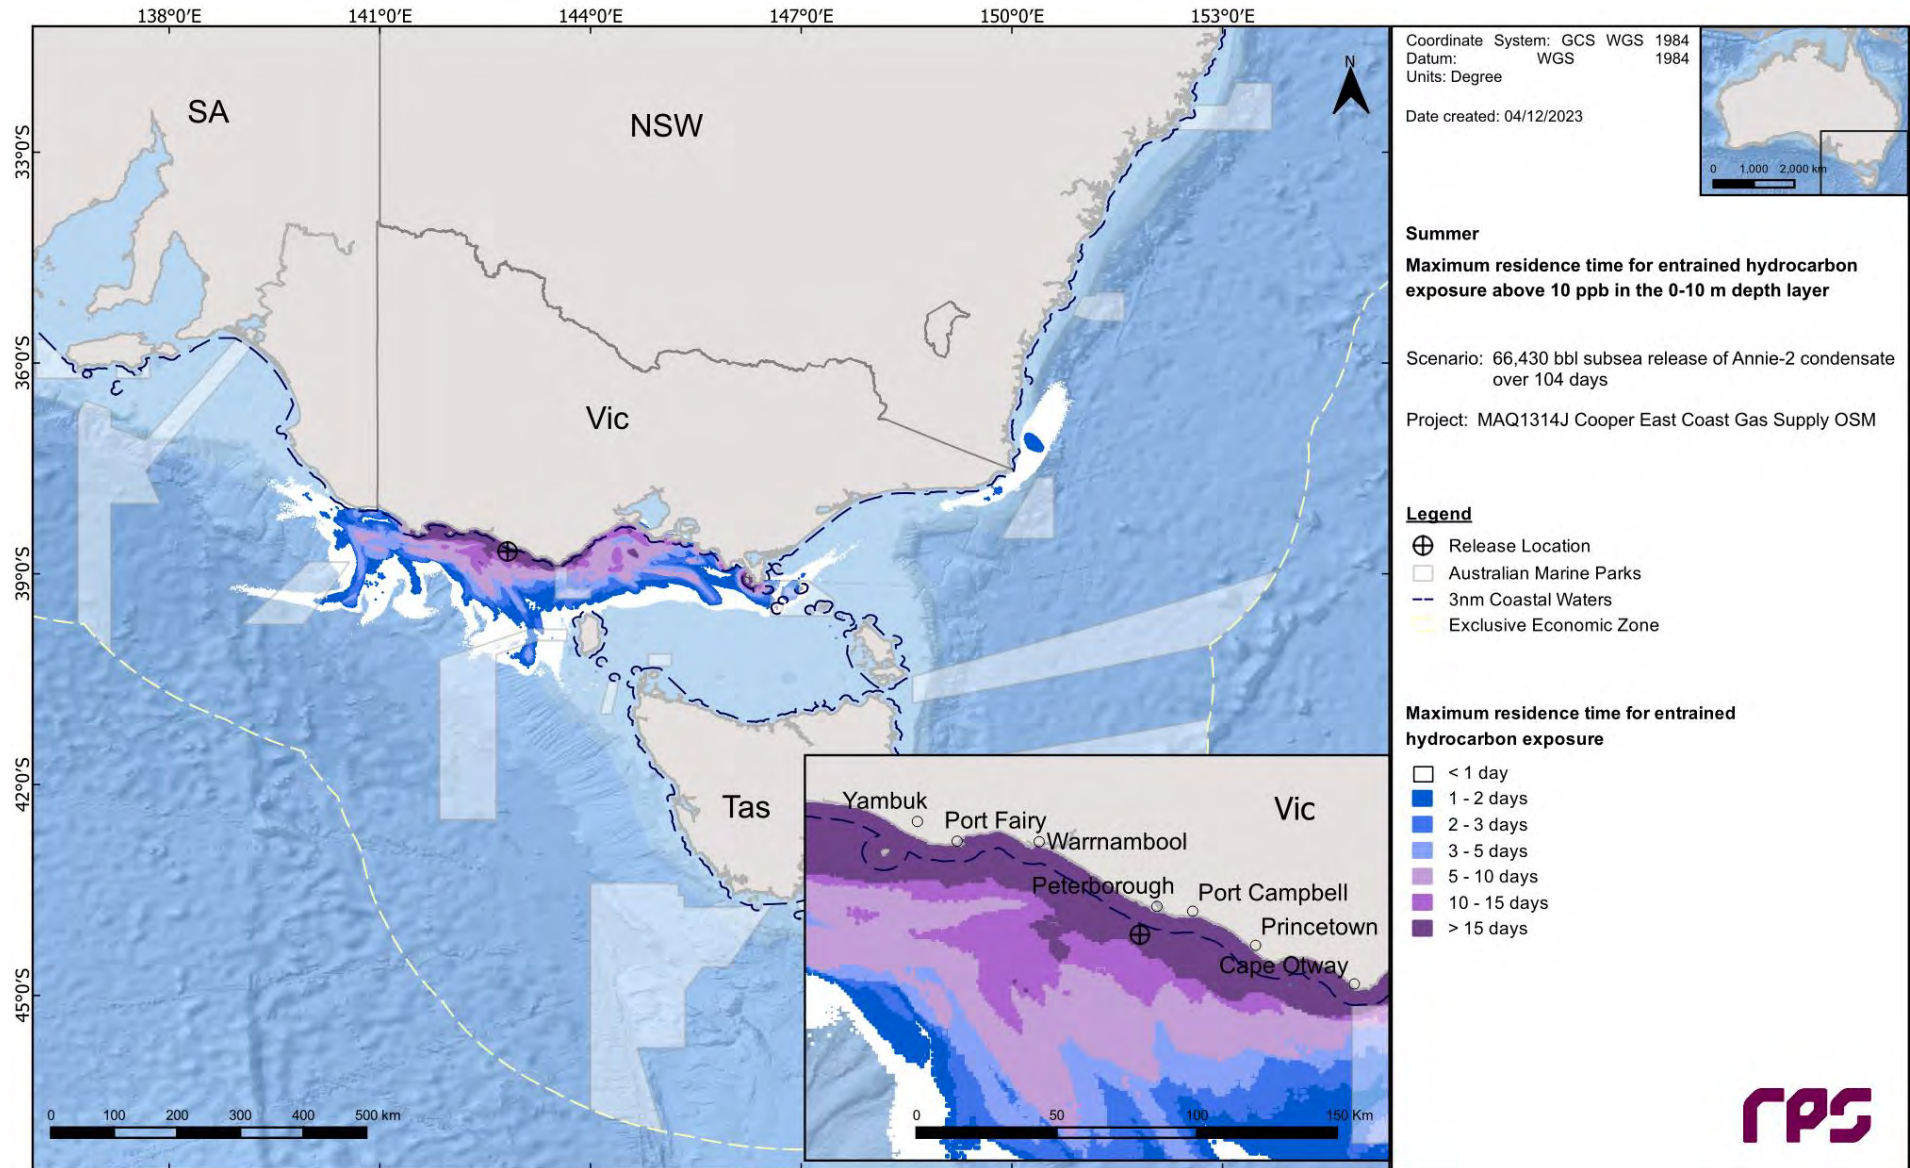 138°0'E 141°0'E 144°0'E 147°0'E 150°0'E 153°0'E
33°0'S
36°0'S
39°0'S
42°0'S
45°0'S
SA
NSW
Vic
Tas
N
0 100 200 300 400 500 km
Yambuk
Port Fairy
Warrnambool
Vic
Peterborough
Port Campbell
Princetown
Cape Otway
0 50 100 150 Km
Coordinate System: GCS WGS 1984
Datum: WGS 1984
Units: Degree
Date created: 04/12/2023
0 1,000 2,000 km
Summer
Maximum residence time for entrained hydrocarbon
exposure above 10 ppb in the 0-10 m depth layer
Scenario: 66,430 bbl subsea release of Annie-2 condensate
over 104 days
Project: MAQ1314J Cooper East Coast Gas Supply OSM
Legend
Release Location
Australian Marine Parks
3nm Coastal Waters
Exclusive Economic Zone
Maximum residence time for entrained
hydrocarbon exposure
< 1 day
1 - 2 days
2 - 3 days
3 - 5 days
5 - 10 days
10 - 15 days
> 15 days
rps